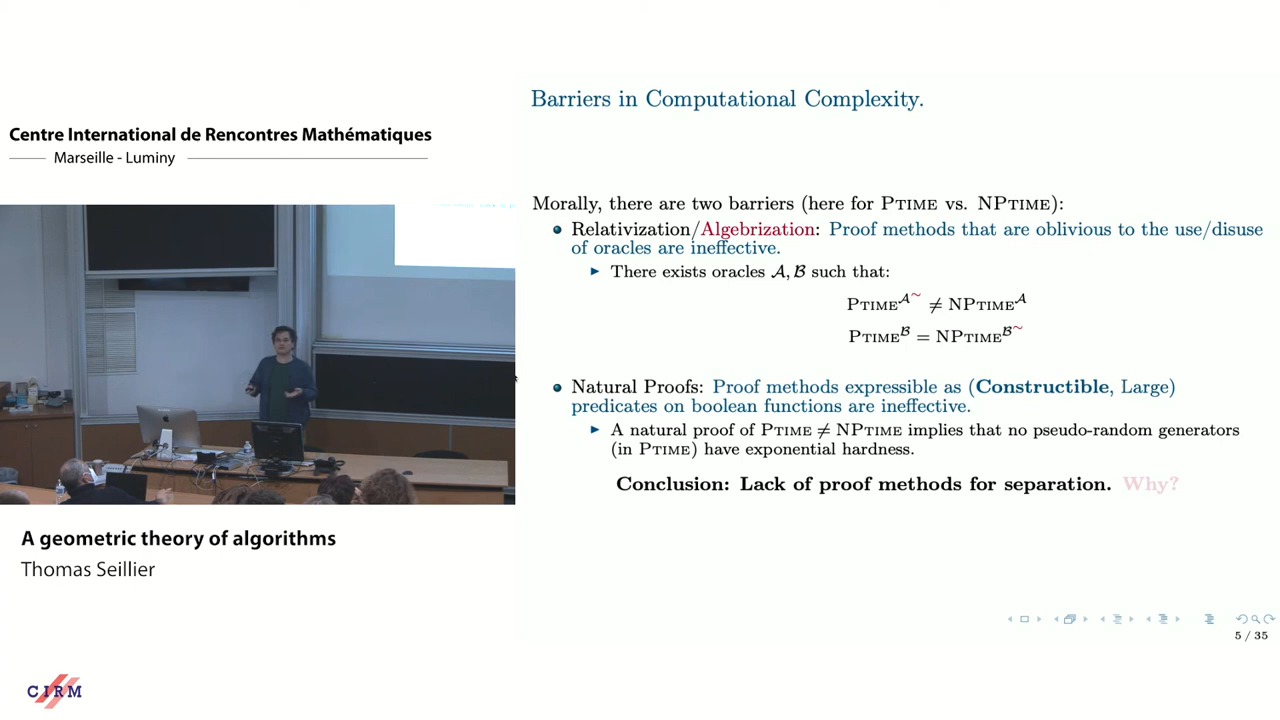 Centre International de Rencontres Mathématiques
Marseille - Luminy
A geometric theory of algorithms
Thomas Seillier
CIRM
Barriers in Computational Complexity.
Morally, there are two barriers (here for PTIME vs. NPTIME):
Relativization/Algebrization: Proof methods that are oblivious to the use/disuse
of oracles are ineffective.
There exists oracles 𝒜, ℬ such that:
PTIME^𝒜~ ≠ NPTIME^𝒜
PTIME^ℬ = NPTIME^ℬ~
Natural Proofs: Proof methods expressible as (Constructible, Large)
predicates on boolean functions are ineffective.
A natural proof of PTIME ≠ NPTIME implies that no pseudo-random generators
(in PTIME) have exponential hardness.
Conclusion: Lack of proof methods for separation. Why?
5 / 35